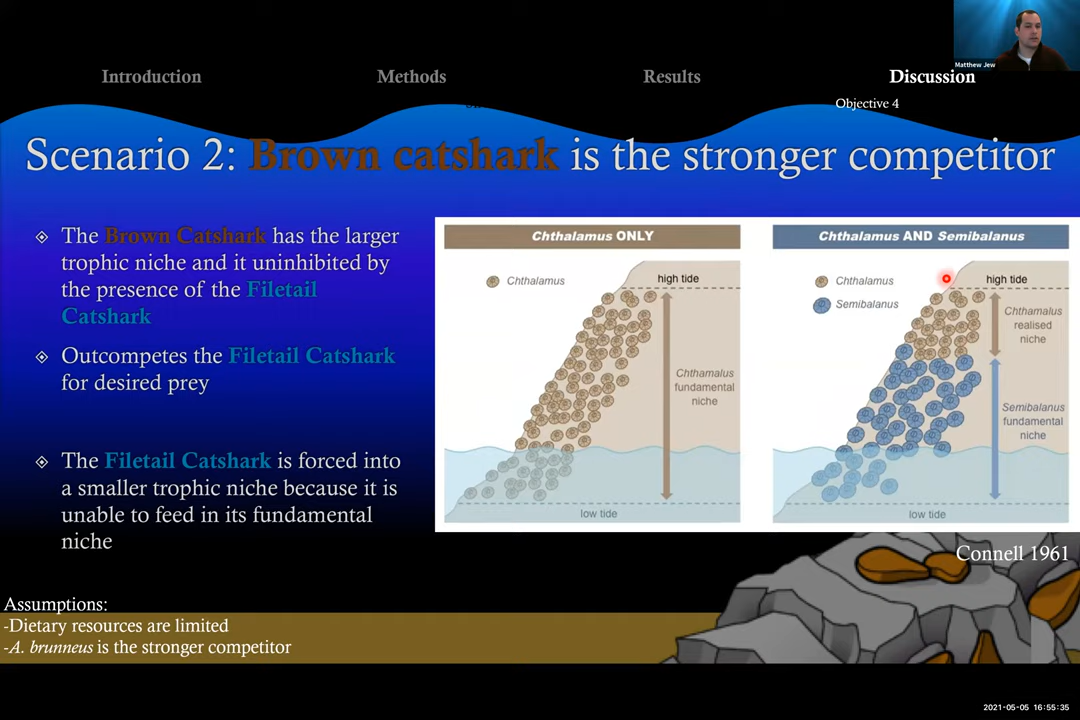 Matthew Jew
Introduction Methods Results Discussion
Objective 4
Scenario 2: Brown catshark is the stronger competitor
The Brown Catshark has the larger
trophic niche and it uninhibited by
the presence of the Filetail
Catshark
Outcompetes the Filetail Catshark
for desired prey
The Filetail Catshark is forced into
a smaller trophic niche because it is
unable to feed in its fundamental
niche
Chthalamus ONLY
Chthalamus
high tide
Chthamalus
fundamental
niche
low tide
Chthalamus AND Semibalanus
Chthalamus
Semibalanus
high tide
Chthamalus
realised
niche
Semibalanus
fundamental
niche
low tide
Connell 1961
Assumptions:
-Dietary resources are limited
-A. brunneus is the stronger competitor
2021-05-05 16:55:35